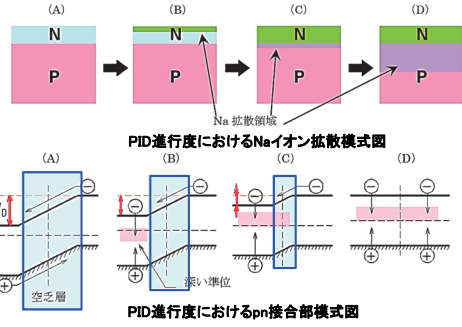 (A) (B) (C) (D)
N N N N
P P P P
Na 拡散領域
PID進行度におけるNaイオン拡散模式図
(A) (B) (C) (D)
D
空乏層
深い準位
PID進行度におけるpn接合部模式図